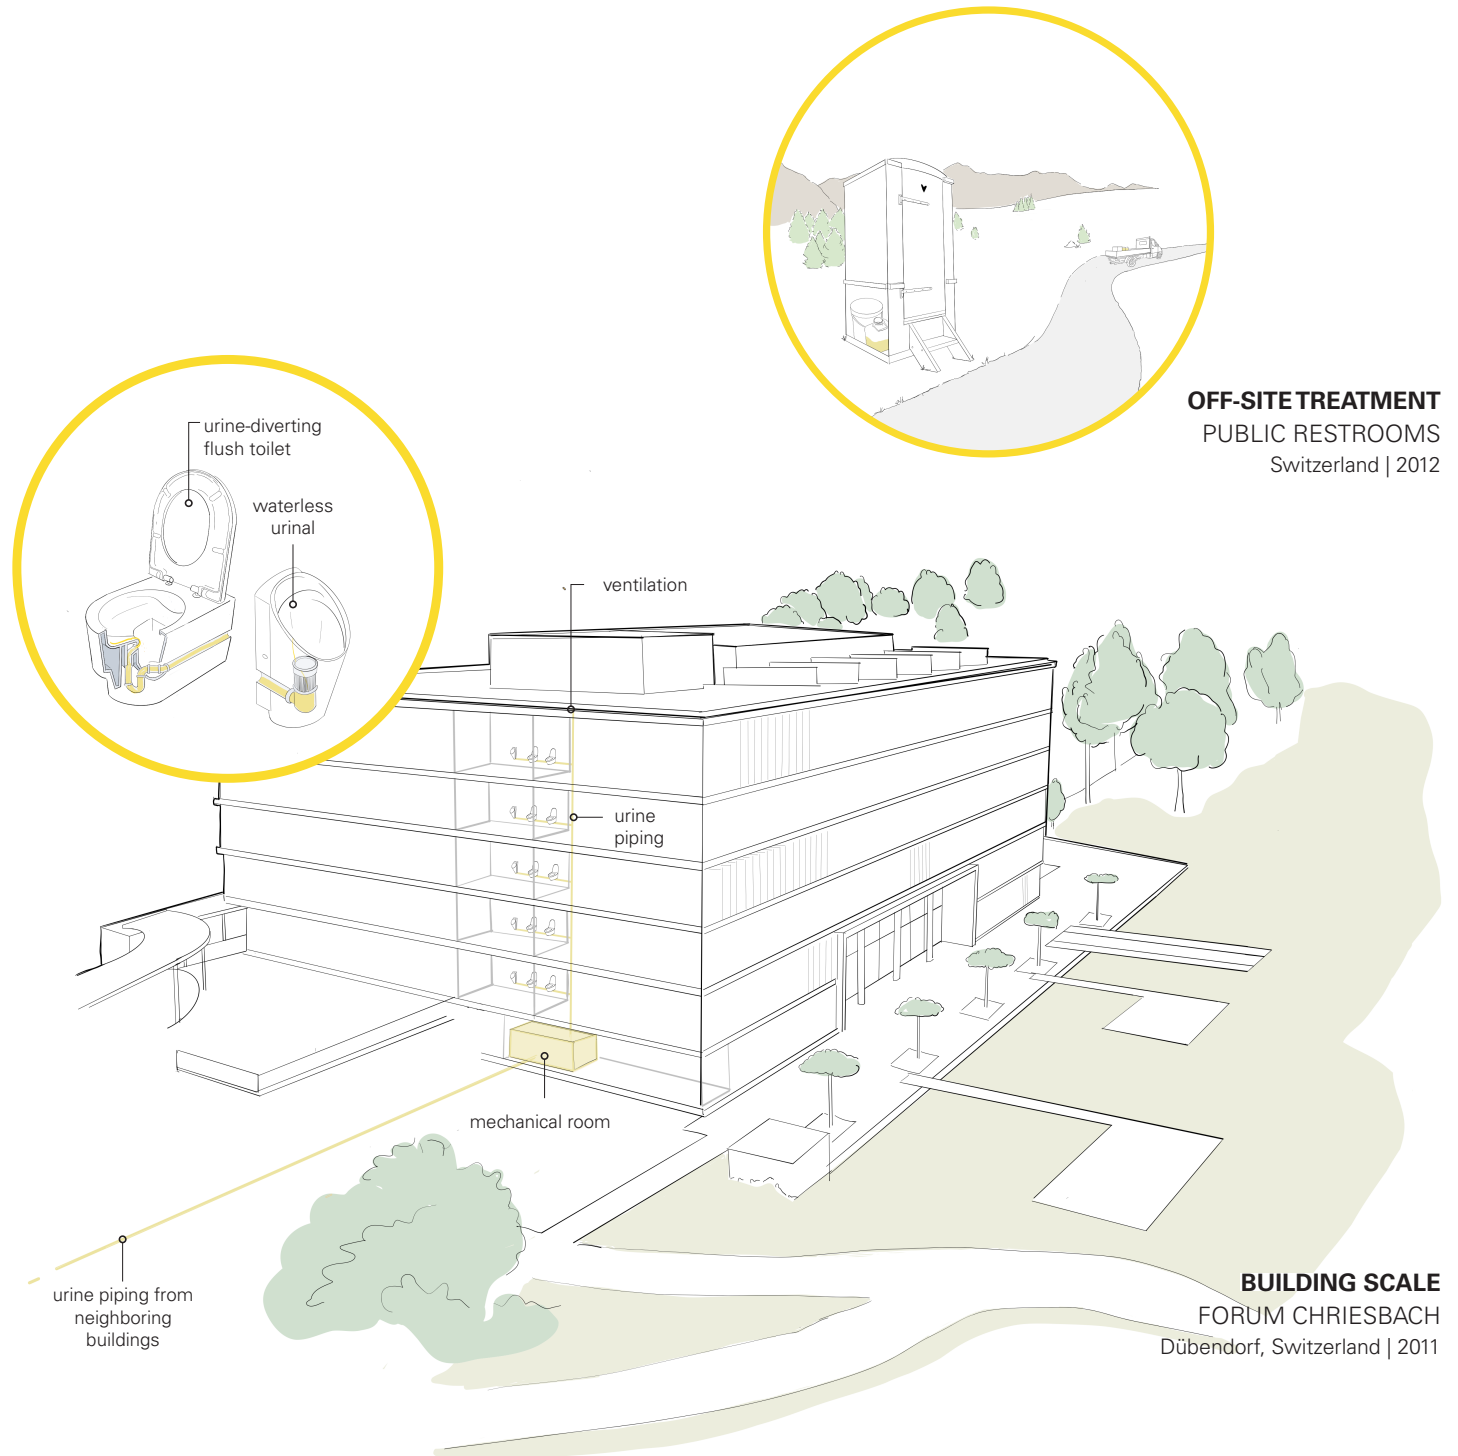 OFF-SITE TREATMENT
PUBLIC RESTROOMS
Switzerland | 2012
urine-diverting
flush toilet
waterless
urinal
ventilation
urine
piping
mechanical room
urine piping from
neighboring
buildings
BUILDING SCALE
FORUM CHRIESBACH
Dübendorf, Switzerland | 2011